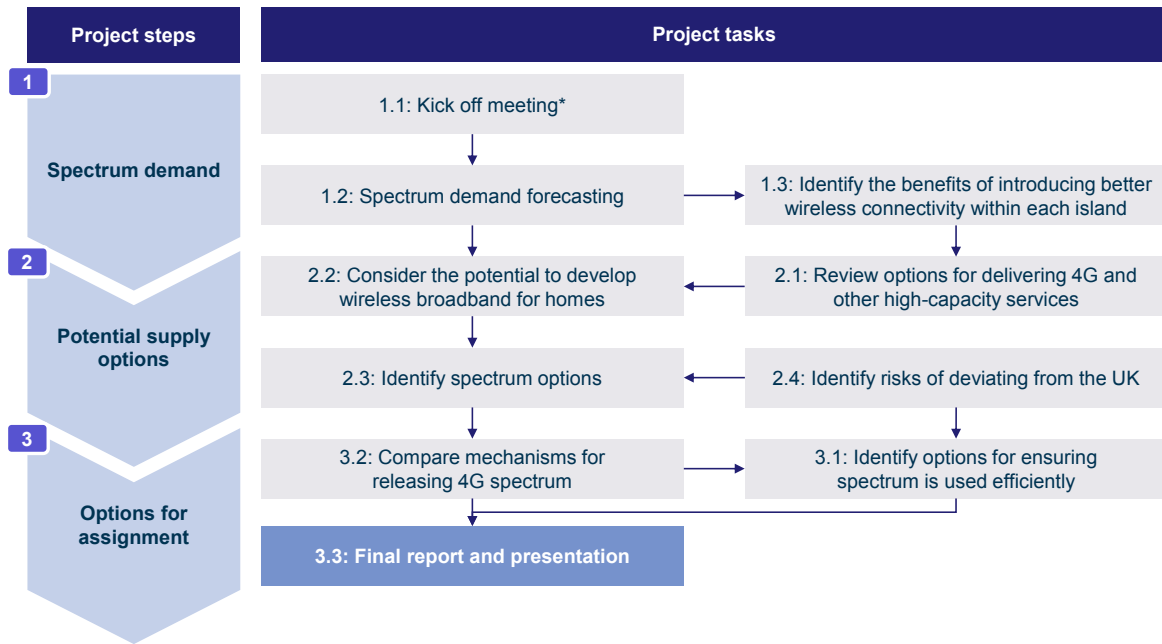 Project steps
Project tasks
1
Spectrum demand
1.1: Kick off meeting*
1.2: Spectrum demand forecasting
1.3: Identify the benefits of introducing better
wireless connectivity within each island
2
Potential supply
options
2.2: Consider the potential to develop
wireless broadband for homes
2.1: Review options for delivering 4G and
other high-capacity services
2.3: Identify spectrum options
2.4: Identify risks of deviating from the UK
3
Options for
assignment
3.2: Compare mechanisms for
releasing 4G spectrum
3.1: Identify options for ensuring
spectrum is used efficiently
3.3: Final report and presentation